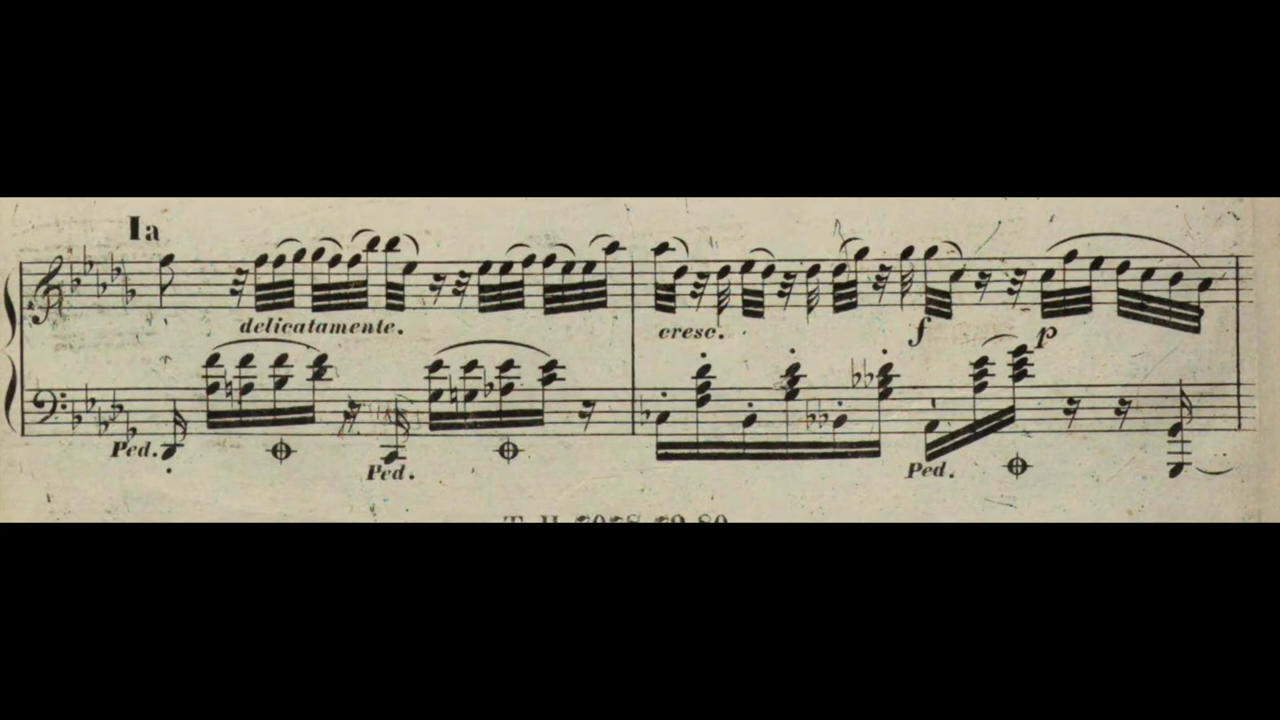 Ia
delicatamente.
cresc.
f
p
Ped.
Ped.
Ped.